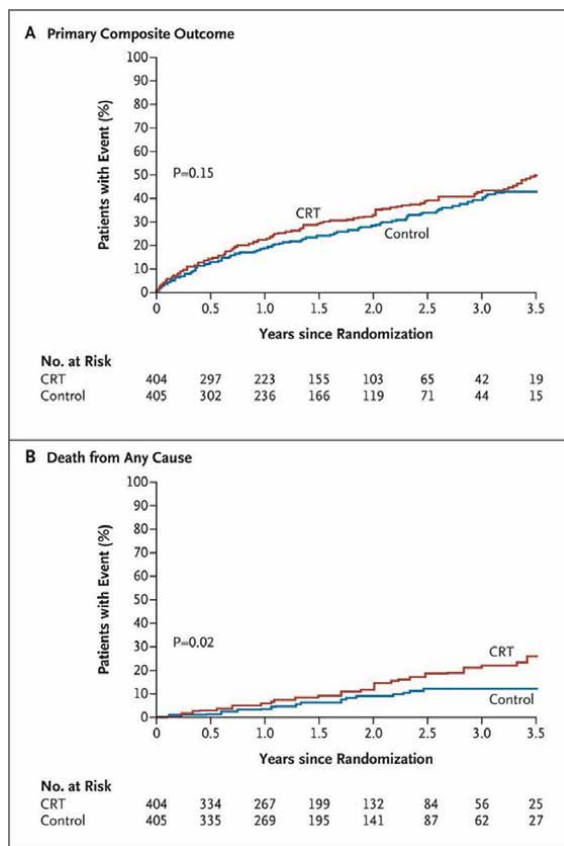 A Primary Composite Outcome
Patients with Event (%)
100
90
80
70
60
50
40
30
20
10
0
P=0.15
CRT
Control
0 0.5 1.0 1.5 2.0 2.5 3.0 3.5
Years since Randomization
No. at Risk
CRT 404 297 223 155 103 65 42 19
Control 405 302 236 166 119 71 44 15
B Death from Any Cause
Patients with Event (%)
100
90
80
70
60
50
40
30
20
10
0
P=0.02
CRT
Control
0 0.5 1.0 1.5 2.0 2.5 3.0 3.5
Years since Randomization
No. at Risk
CRT 404 334 267 199 132 84 56 25
Control 405 335 269 195 141 87 62 27